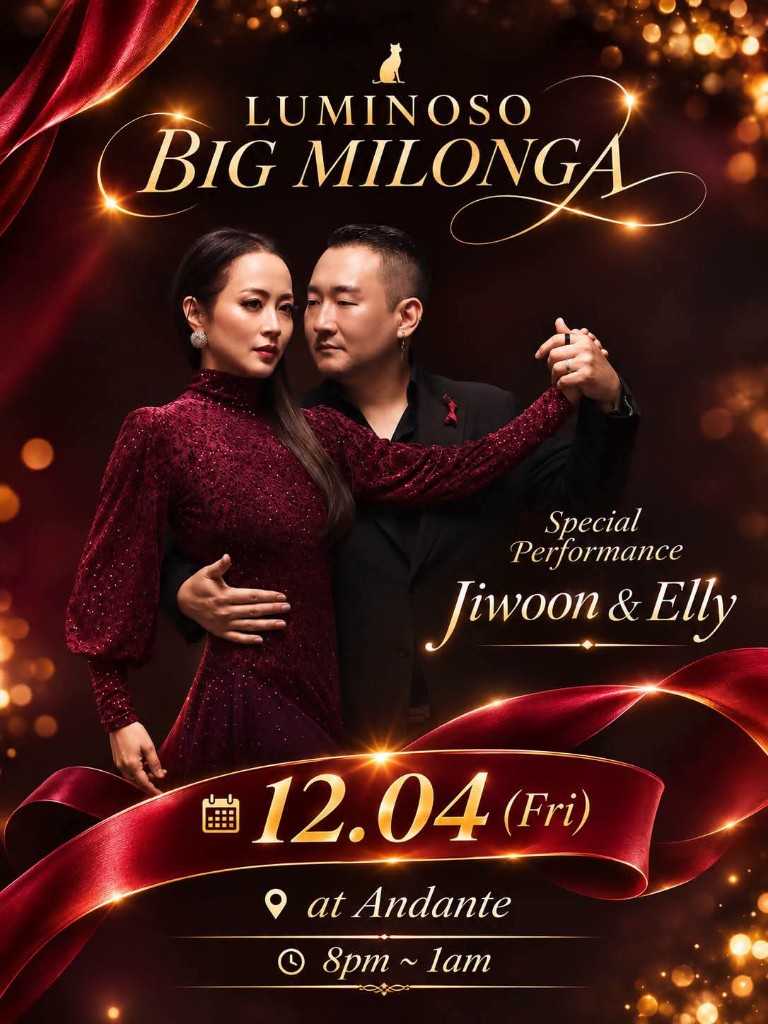 LUMINOSO
BIG MILONGA
Special
Performance
Jiwoon & Elly
12.04 (Fri)
at Andante
8pm ~ 1am